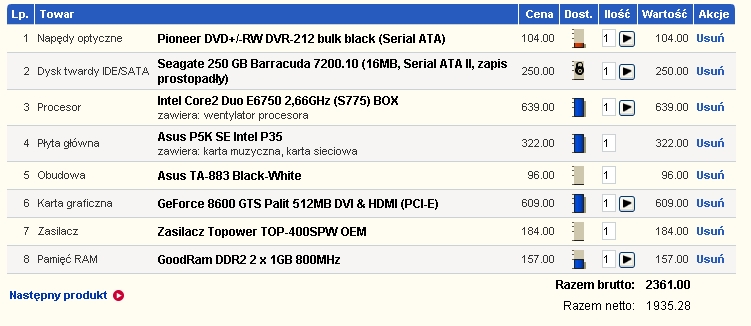 Lp. Towar Cena Dost. Ilość Wartość Akcje
1 Napędy optyczne Pioneer DVD+/-RW DVR-212 bulk black (Serial ATA) 104.00 1 104.00 Usuń
2 Dysk twardy IDE/SATA Seagate 250 GB Barracuda 7200.10 (16MB, Serial ATA II, zapis prostopadły) 250.00 1 250.00 Usuń
3 Procesor Intel Core2 Duo E6750 2,66GHz (S775) BOX 639.00 1 639.00 Usuń
zawiera: wentylator procesora
4 Płyta główna Asus P5K SE Intel P35 322.00 1 322.00 Usuń
zawiera: karta muzyczna, karta sieciowa
5 Obudowa Asus TA-883 Black-White 96.00 1 96.00 Usuń
6 Karta graficzna GeForce 8600 GTS Palit 512MB DVI & HDMI (PCI-E) 609.00 1 609.00 Usuń
7 Zasilacz Zasilacz Topower TOP-400SPW OEM 184.00 1 184.00 Usuń
8 Pamięć RAM GoodRam DDR2 2 x 1GB 800MHz 157.00 1 157.00 Usuń
Razem brutto: 2361.00
Następny produkt
Razem netto: 1935.28